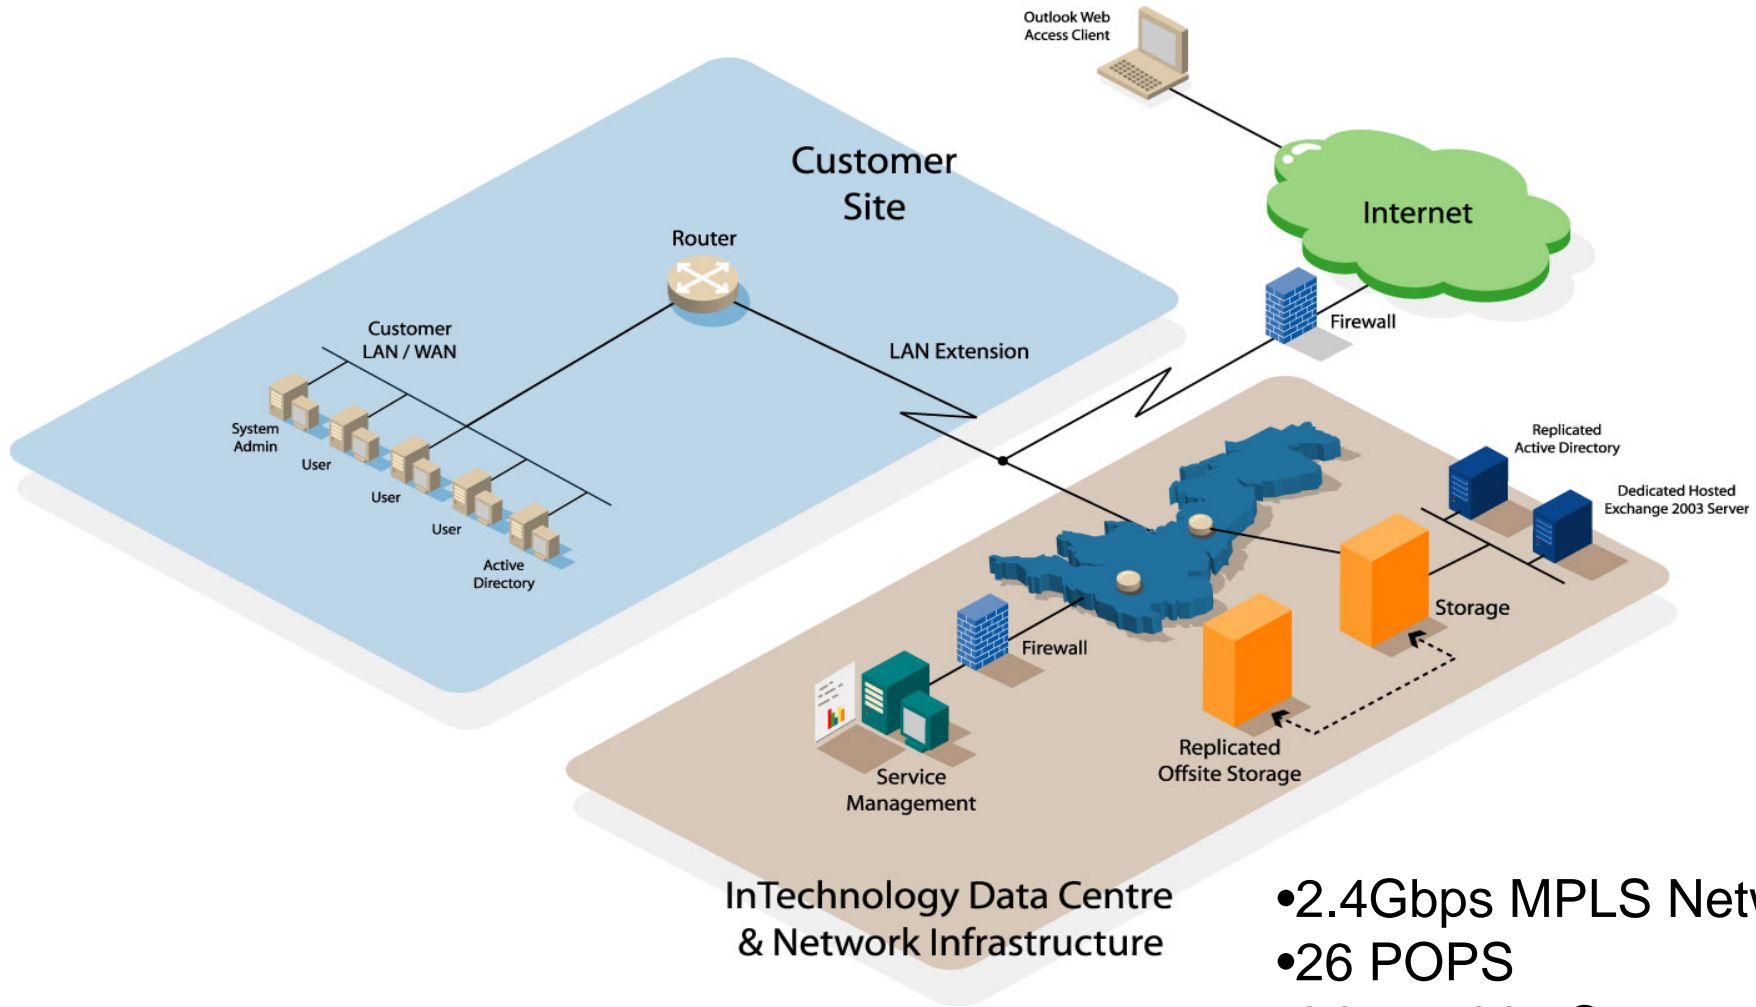 Outlook Web
Access Client
Customer
Site
Internet
Router
Firewall
Customer
LAN / WAN
LAN Extension
System
Admin
User
User
User
Active
Directory
Replicated
Active Directory
Dedicated Hosted
Exchange 2003 Server
Storage
Firewall
Replicated
Offsite Storage
Service
Management
InTechnology Data Centre
& Network Infrastructure
•2.4Gbps MPLS
•26 POPS